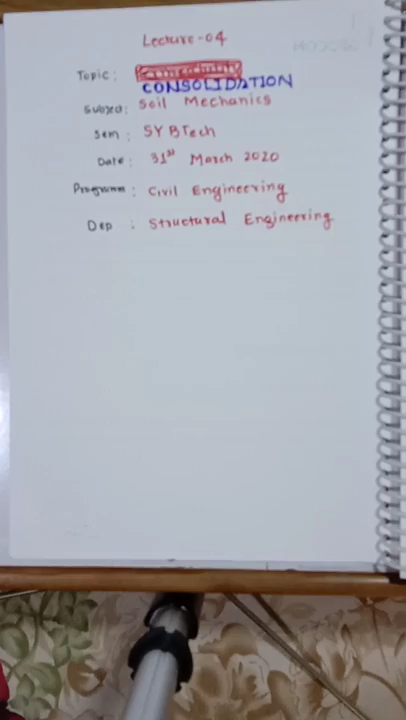 Lecture-04
Topic:
CONSOLIDATION
Subject: Soil Mechanics
Sem: SY BTech
Date: 31st March 2020
Programm: Civil Engineering
Dep: Structural Engineering